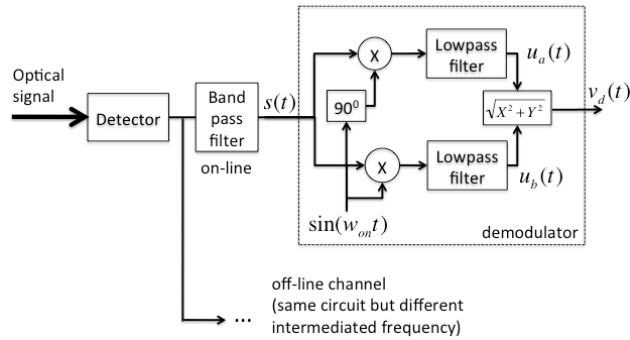 Optical
signal
Detector
Band
pass
filter
on-line
s(t)
X
90⁰
X
sin(w_on t)
Lowpass
filter
u_a(t)
Lowpass
filter
u_b(t)
√X² + Y²
v_d(t)
demodulator
off-line channel
(same circuit but different
intermediated frequency)
...